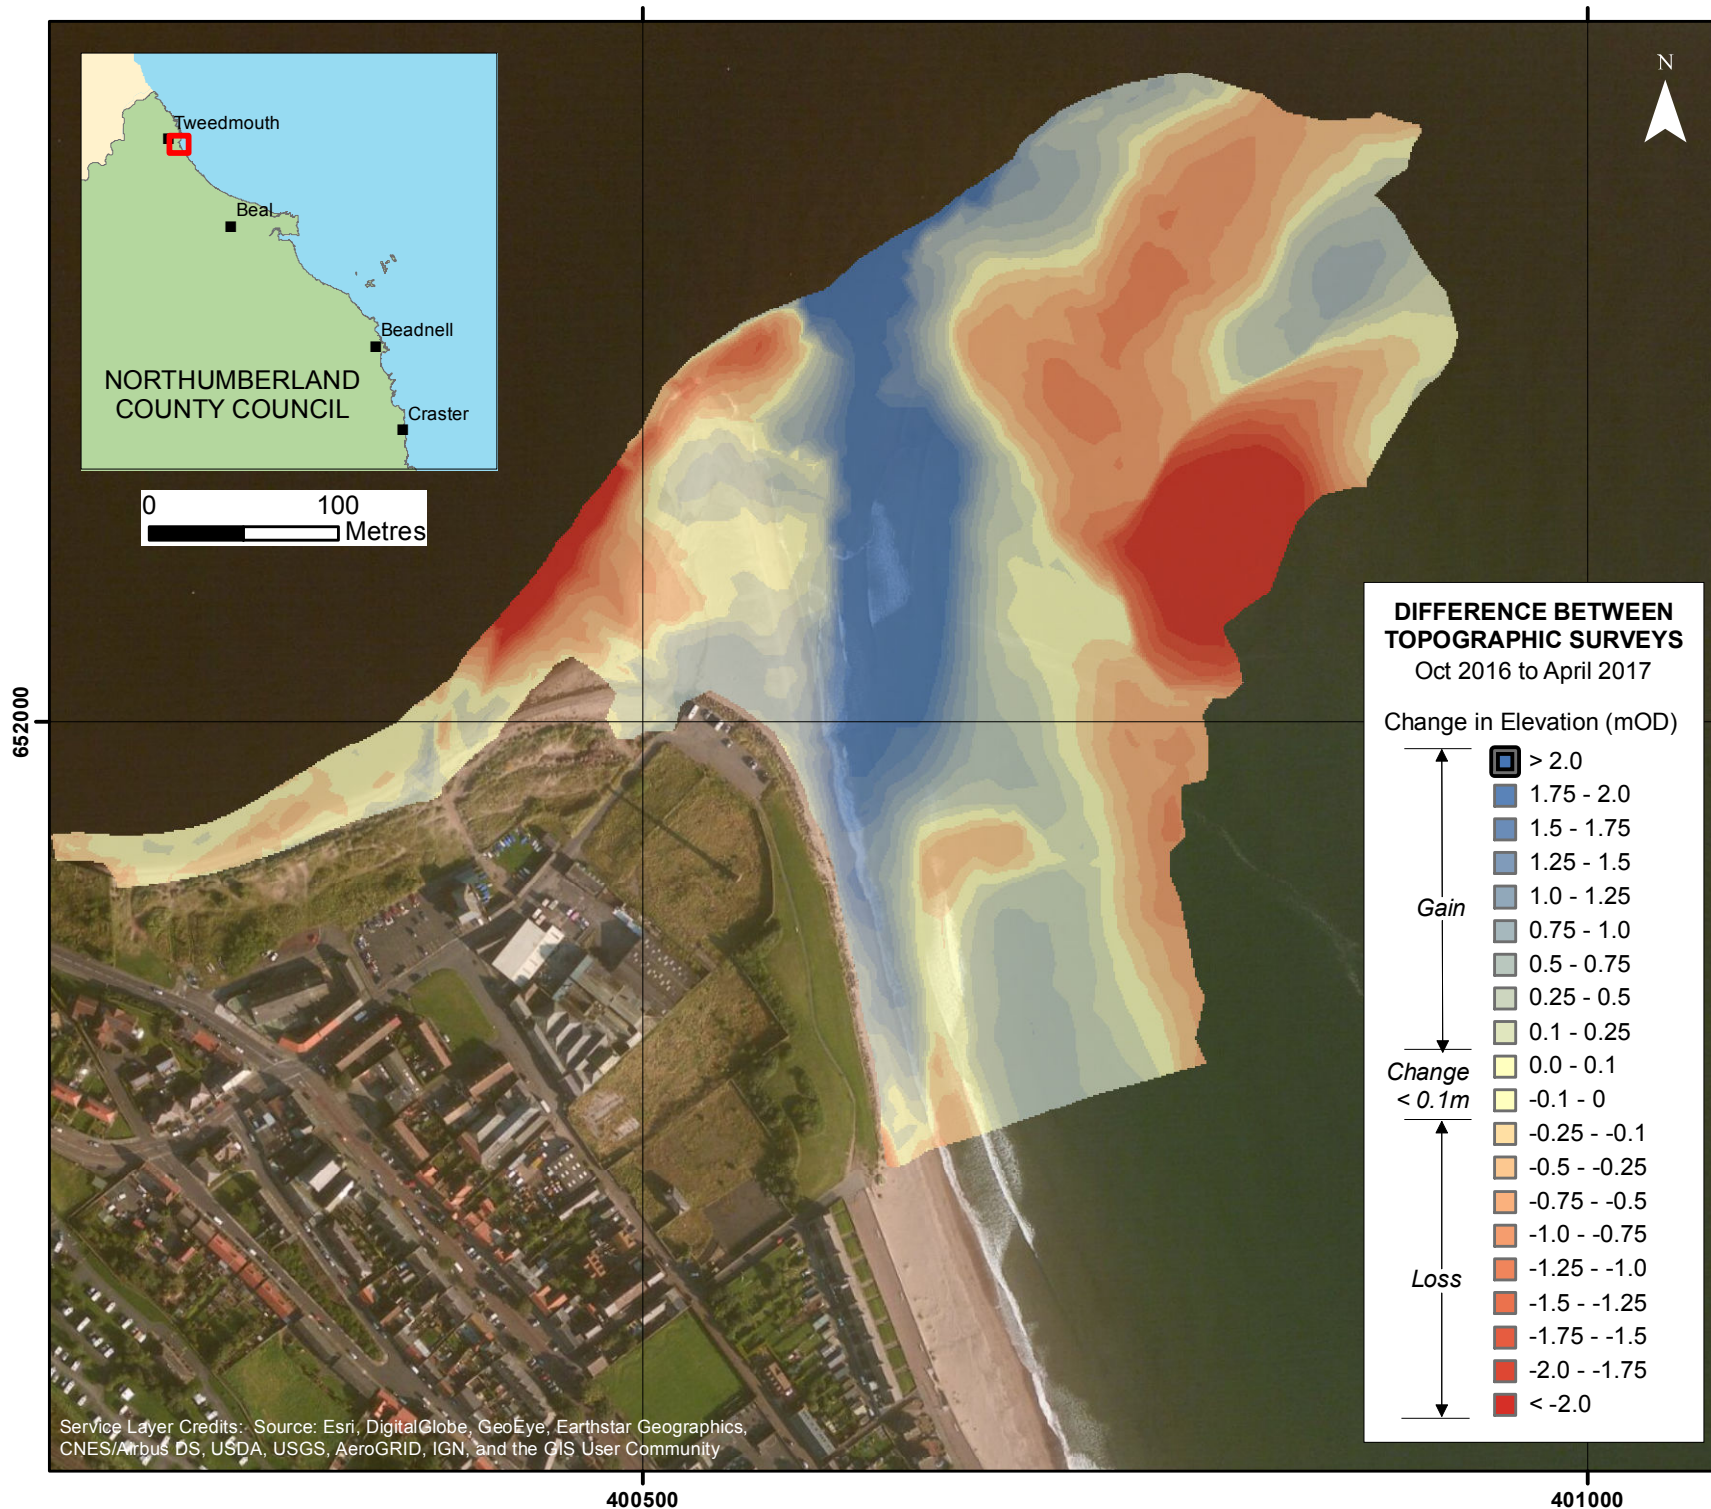 N
Tweedmouth
Beal
Beadnell
NORTHUMBERLAND
COUNTY COUNCIL
Craster
0 100
Metres
652000
DIFFERENCE BETWEEN
TOPOGRAPHIC SURVEYS
Oct 2016 to April 2017
Change in Elevation (mOD)
> 2.0
1.75 - 2.0
1.5 - 1.75
1.25 - 1.5
1.0 - 1.25
Gain
0.75 - 1.0
0.5 - 0.75
0.25 - 0.5
0.1 - 0.25
Change
< 0.1m
0.0 - 0.1
-0.1 - 0
-0.25 - -0.1
-0.5 - -0.25
-0.75 - -0.5
-1.0 - -0.75
-1.25 - -1.0
Loss
-1.5 - -1.25
-1.75 - -1.5
-2.0 - -1.75
< -2.0
Service Layer Credits: Source: Esri, DigitalGlobe, GeoEye, Earthstar Geographics,
CNES/Airbus DS, USDA, USGS, AeroGRID, IGN, and the GIS User Community
400500
401000